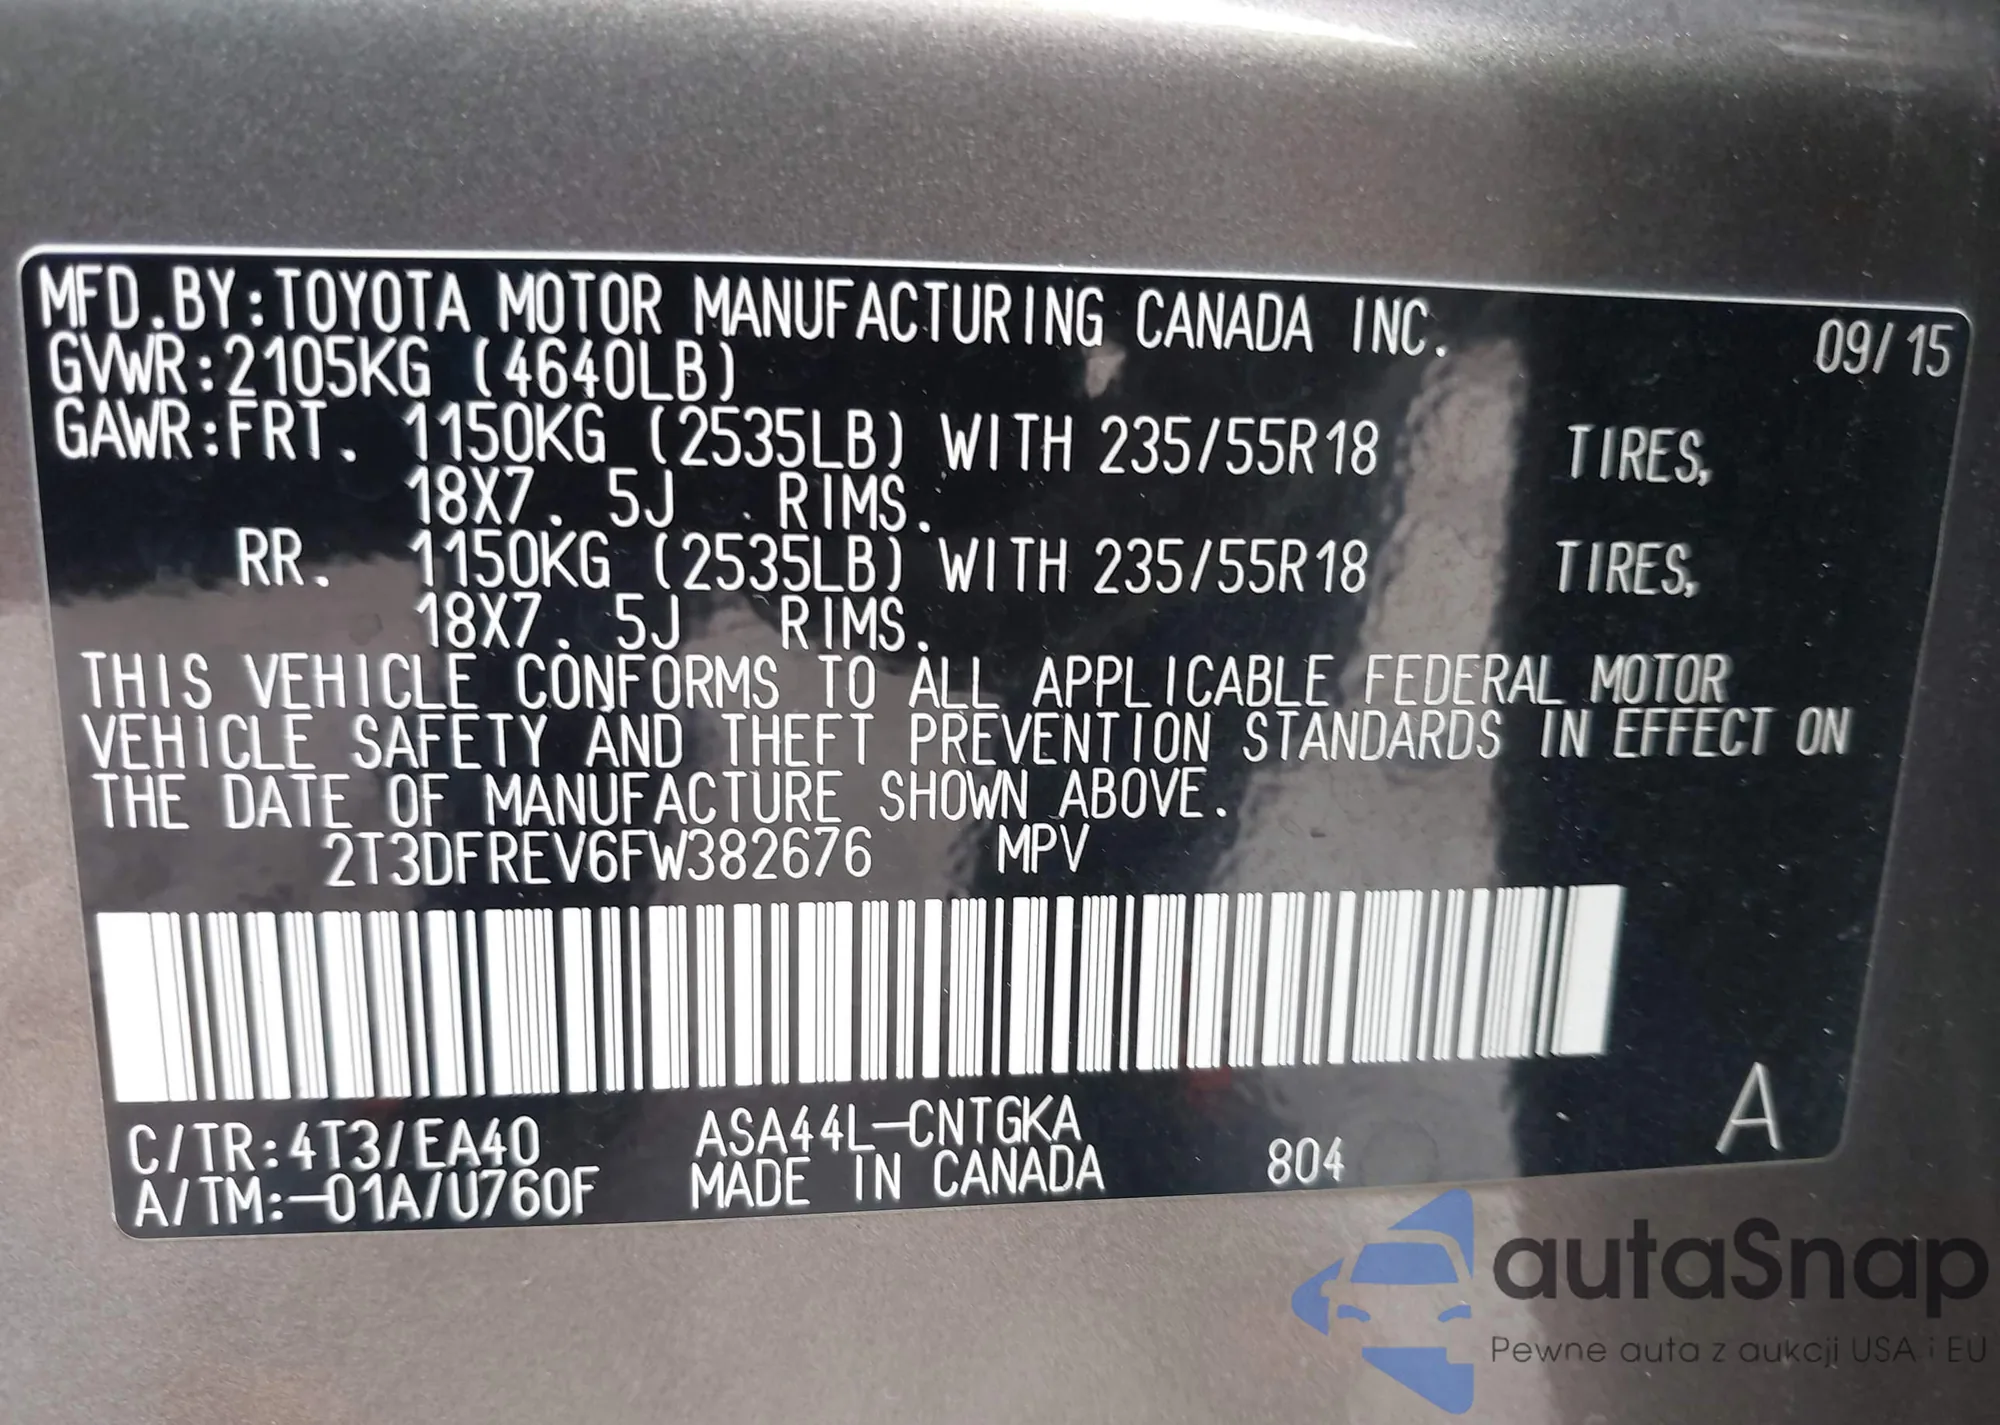 MFD.BY:TOYOTA MOTOR MANUFACTURING CANADA INC. 09/15
GVWR:2105KG (4640LB)
GAWR:FRT. 1150KG (2535LB) WITH 235/55R18 TIRES,
18X7.5J RIMS.
RR. 1150KG (2535LB) WITH 235/55R18 TIRES,
18X7.5J RIMS.
THIS VEHICLE CONFORMS TO ALL APPLICABLE FEDERAL MOTOR
VEHICLE SAFETY AND THEFT PREVENTION STANDARDS IN EFFECT ON
THE DATE OF MANUFACTURE SHOWN ABOVE.
2T3DFREV6FW382676 MPV
C/TR:4T3/EA40 ASA44L-CNTGKA A
A/TM:-01A/U760F MADE IN CANADA 804
autaSnap
Pewne auta z aukcji USA i EU